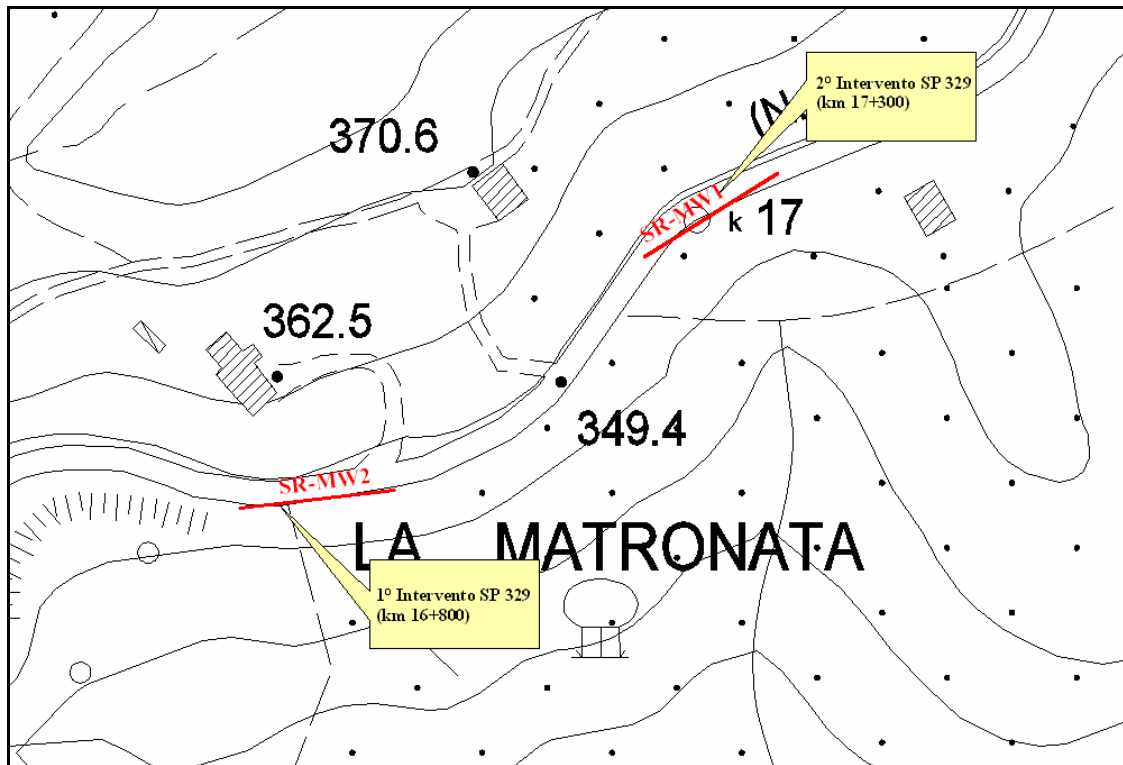 2° Intervento SP 329
(km 17+300)
(N.
370.6
SR-MW1
k 17
362.5
349.4
SR-MW2
LA MATRONATA
1° Intervento SP 329
(km 16+800)